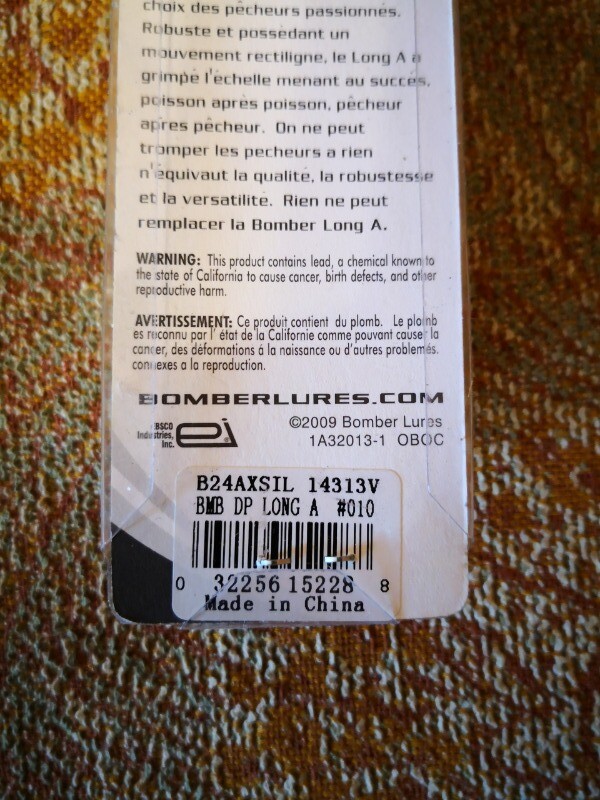 choix des pêcheurs passionnés.
Robuste et possédant un
mouvement rectiligne, le Long A a
grimpé l'échelle menant au succès,
poisson après poisson, pêcheur
après pêcheur. On ne peut
tromper les pecheurs a rien
n'équivaut la qualité, la robustesse
et la versatilité. Rien ne peut
remplacer la Bomber Long A.
WARNING: This product contains lead, a chemical known to
the state of California to cause cancer, birth defects, and other
reproductive harm.
AVERTISSEMENT: Ce produit contient du plomb. Le plomb
es reconnu par l' état de la Californie comme pouvant causer la
cancer, des déformations á la naissance ou d'autres problemés.
connexes a la reproduction.
BOMBERLURES.COM
EBSCO
Industries,
Inc.
ei
©2009 Bomber Lures
1A32013-1 OBOC
B24AXSIL 14313V
BMB DP LONG A #010
0 32256 15228 8
Made in China